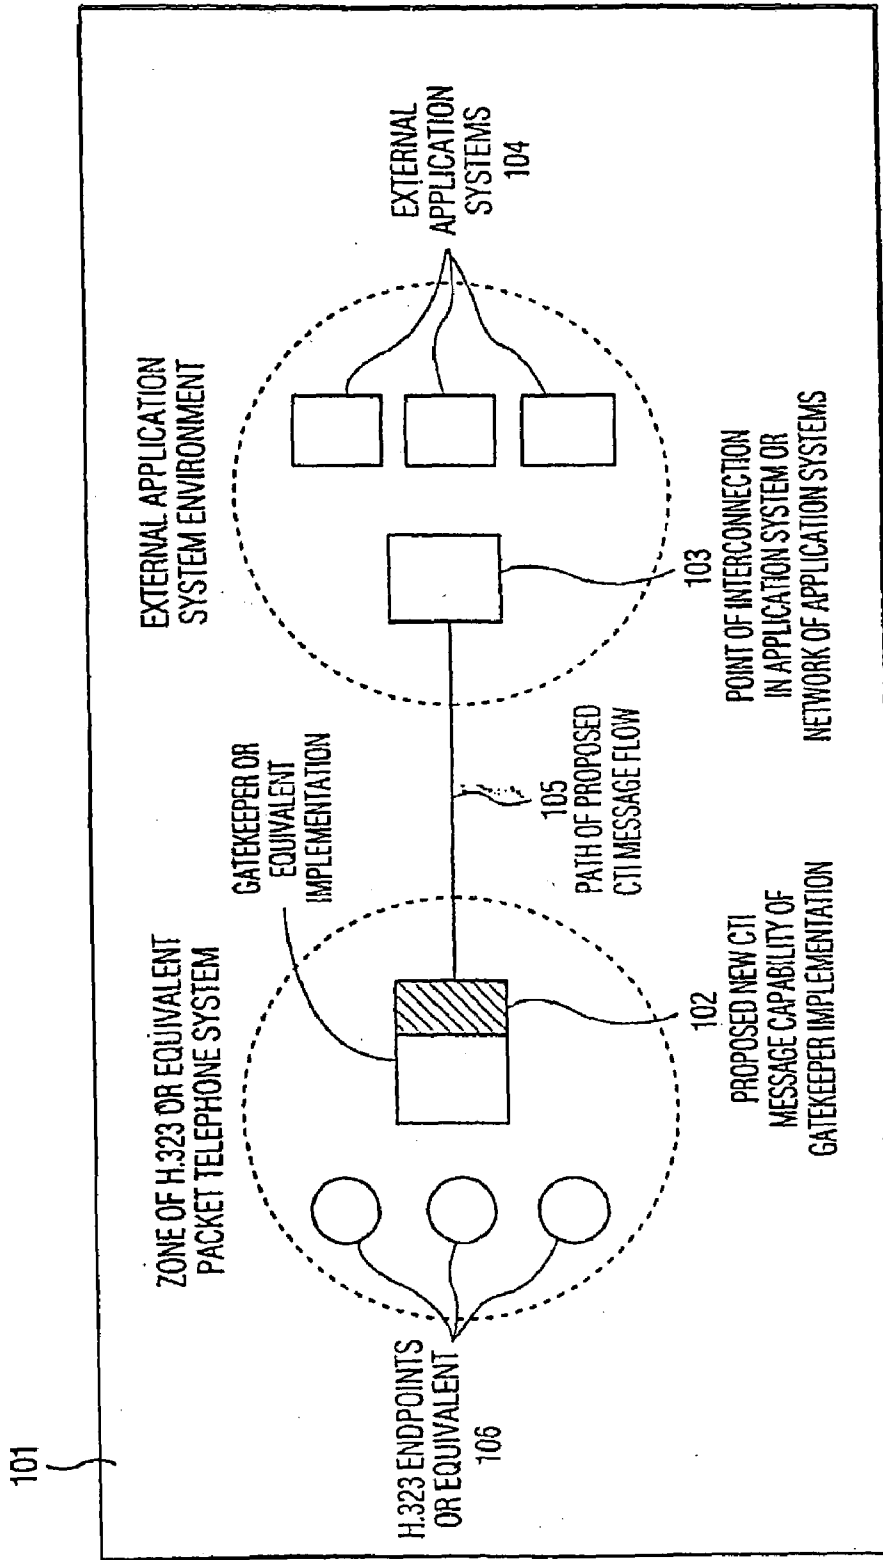 101
ZONE OF H.323 OR EQUIVALENT
PACKET TELEPHONE SYSTEM
GATEKEEPER OR
EQUIVALENT
IMPLEMENTATION
EXTERNAL APPLICATION
SYSTEM ENVIRONMENT
H.323 ENDPOINTS
OR EQUIVALENT
106
EXTERNAL
APPLICATION
SYSTEMS
104
102
PROPOSED NEW CTI
MESSAGE CAPABILITY OF
GATEKEEPER IMPLEMENTATION
105
PATH OF PROPOSED
CTI MESSAGE FLOW
103
POINT OF INTERCONNECTION
IN APPLICATION SYSTEM OR
NETWORK OF APPLICATION SYSTEMS